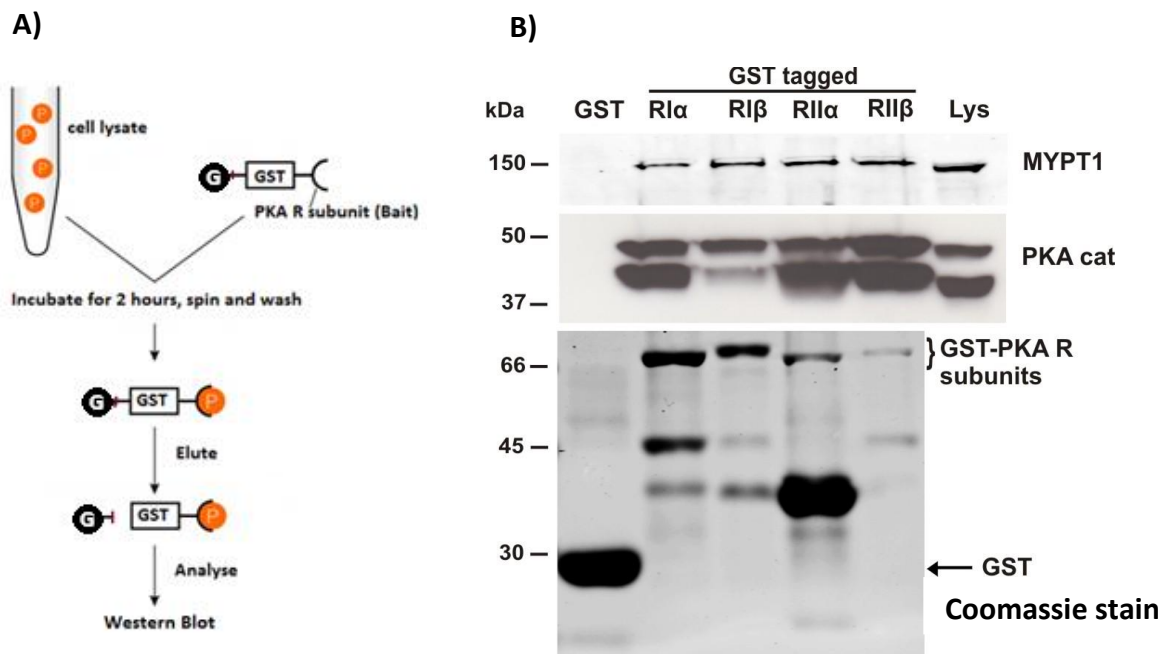 A)
cell lysate
P
P
P
P
G
GST
PKA R subunit (Bait)
Incubate for 2 hours, spin and wash
G
GST
P
Elute
G
GST
P
Analyse
Western Blot
B)
GST tagged
kDa
GST
RIα
RIβ
RIIα
RIIβ
Lys
150
MYPT1
50
PKA cat
37
66
GST-PKA R
subunits
45
30
GST
Coomassie stain